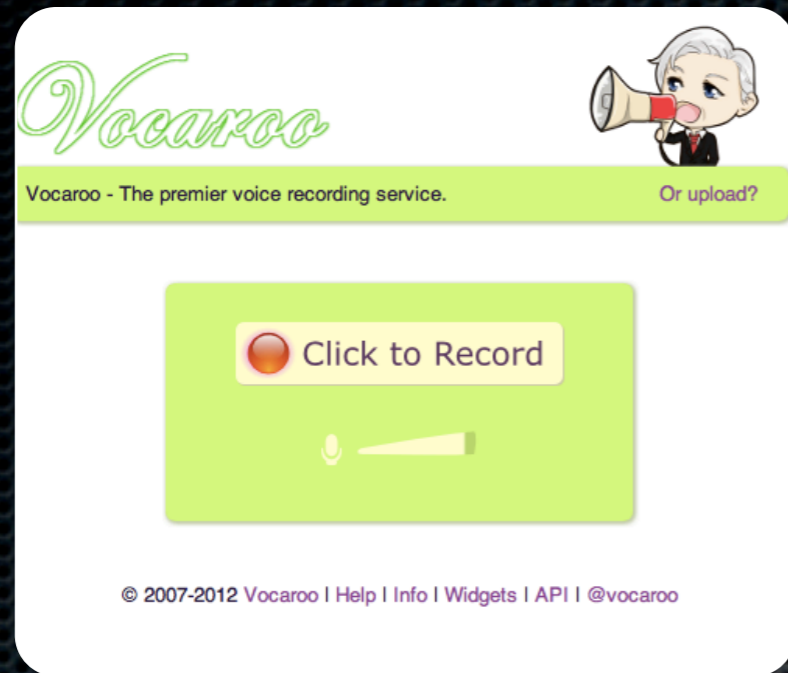 Vocaroo
Vocaroo - The premier voice recording service. Or upload?
Click to Record
© 2007-2012 Vocaroo | Help | Info | Widgets | API | @vocaroo